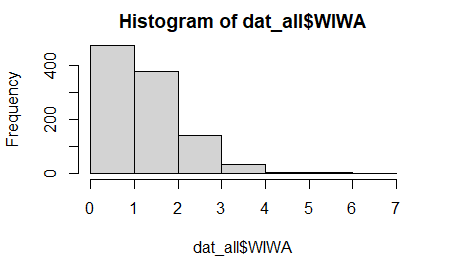 Histogram of dat_all$WIWA
Frequency
400
200
0
0 1 2 3 4 5 6 7
dat_all$WIWA